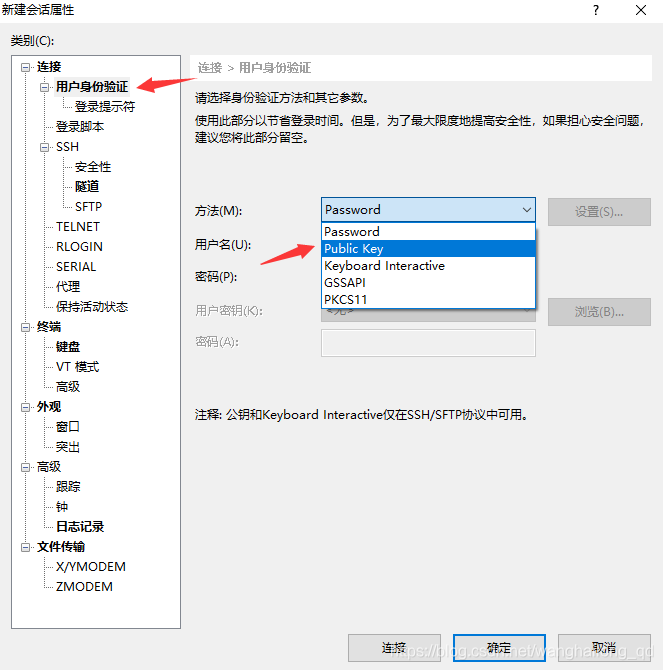 新建会话属性
?
类别(C):
连接
用户身份验证
登录提示符
登录脚本
SSH
安全性
隧道
SFTP
TELNET
RLOGIN
SERIAL
代理
保持活动状态
终端
键盘
VT 模式
高级
外观
窗口
突出
高级
跟踪
钟
日志记录
文件传输
X/YMODEM
ZMODEM
连接 > 用户身份验证
请选择身份验证方法和其它参数。
使用此部分以节省登录时间。但是，为了最大限度地提高安全性，如果担心安全问题，
建议您将此部分留空。
方法(M):
Password
设置(S)...
用户名(U):
密码(P):
Password
Public Key
Keyboard Interactive
GSSAPI
PKCS11
用户密钥(K):
<无>
浏览(B)...
密码(A):
注释: 公钥和Keyboard Interactive仅在SSH/SFTP协议中可用。
连接
确定
取消